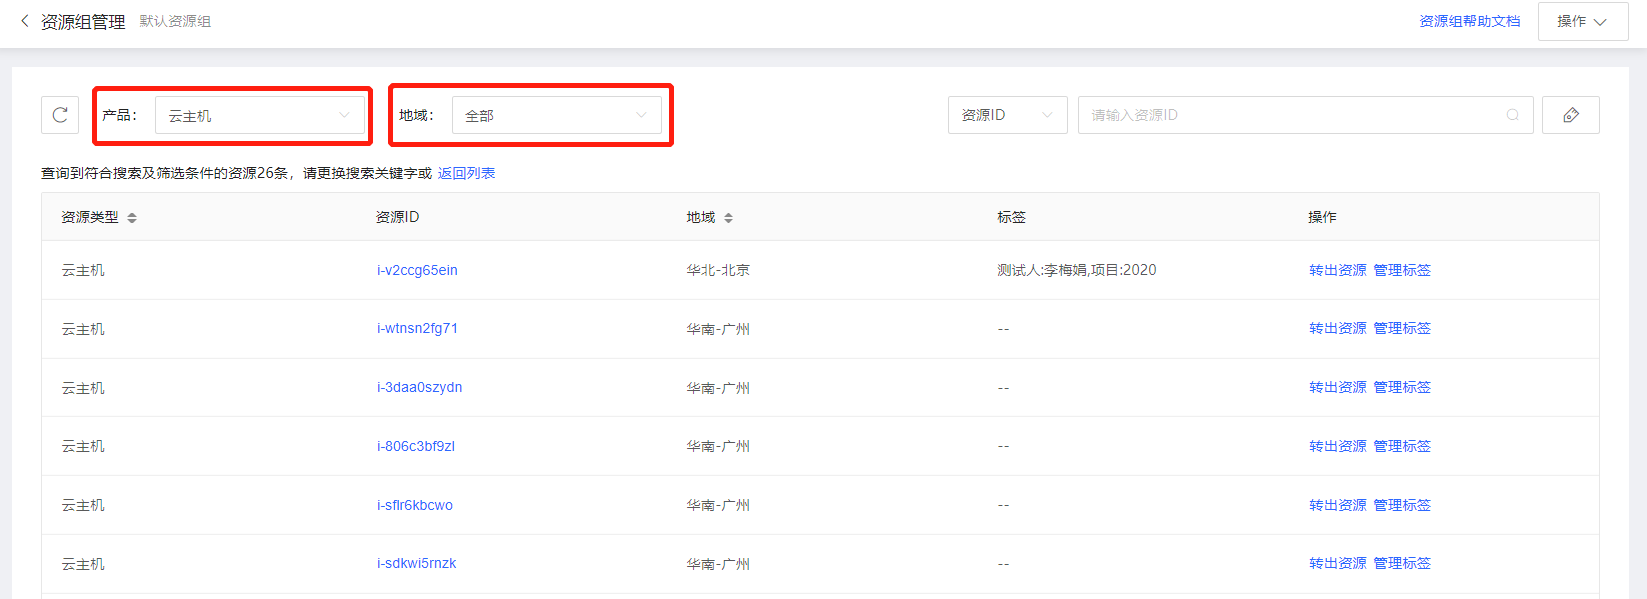 资源组管理 默认资源组 资源组帮助文档 操作
产品： 云主机 地域： 全部 资源ID 请输入资源ID
查询到符合搜索及筛选条件的资源26条，请更换搜索关键字或 返回列表
资源类型 资源ID 地域 标签 操作
云主机 i-v2ccg65ein 华北-北京 测试人:李梅娟,项目:2020 转出资源 管理标签
云主机 i-wtnsn2fg71 华南-广州 -- 转出资源 管理标签
云主机 i-3daa0szydn 华南-广州 -- 转出资源 管理标签
云主机 i-806c3bf9zl 华南-广州 -- 转出资源 管理标签
云主机 i-sflr6kbcwo 华南-广州 -- 转出资源 管理标签
云主机 i-sdkwi5rnzk 华南-广州 -- 转出资源 管理标签